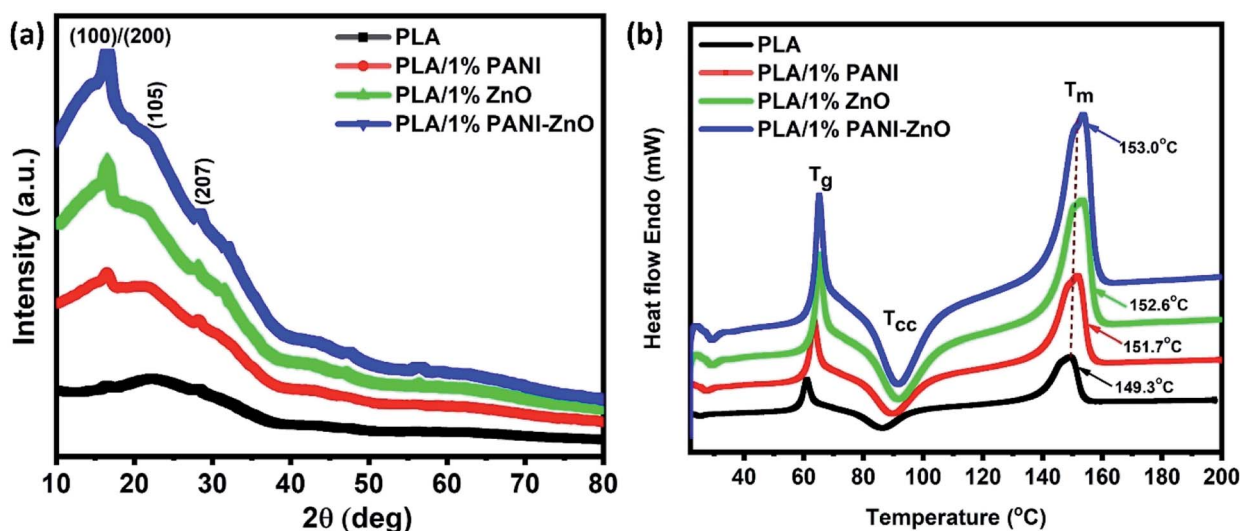 (a)
(100)/(200)
(105)
(207)
PLA
PLA/1% PANI
PLA/1% ZnO
PLA/1% PANI-ZnO
Intensity (a.u.)
10 20 30 40 50 60 70 80
2θ (deg)
(b)
PLA
PLA/1% PANI
PLA/1% ZnO
PLA/1% PANI-ZnO
Tg
Tcc
Tm
153.0°C
152.6°C
151.7°C
149.3°C
Heat flow Endo (mW)
40 60 80 100 120 140 160 180 200
Temperature (°C)